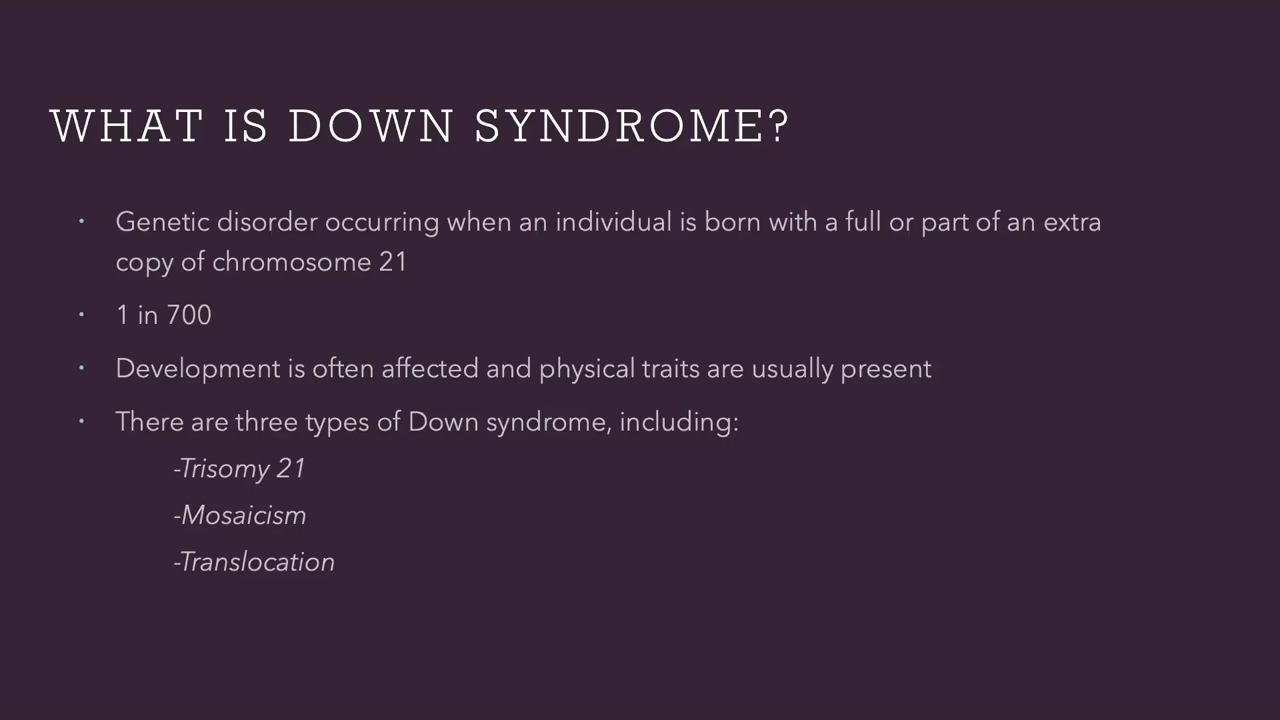 WHAT IS DOWN SYNDROME?
· Genetic disorder occurring when an individual is born with a full or part of an extra
copy of chromosome 21
· 1 in 700
· Development is often affected and physical traits are usually present
· There are three types of Down syndrome, including:
-Trisomy 21
-Mosaicism
-Translocation